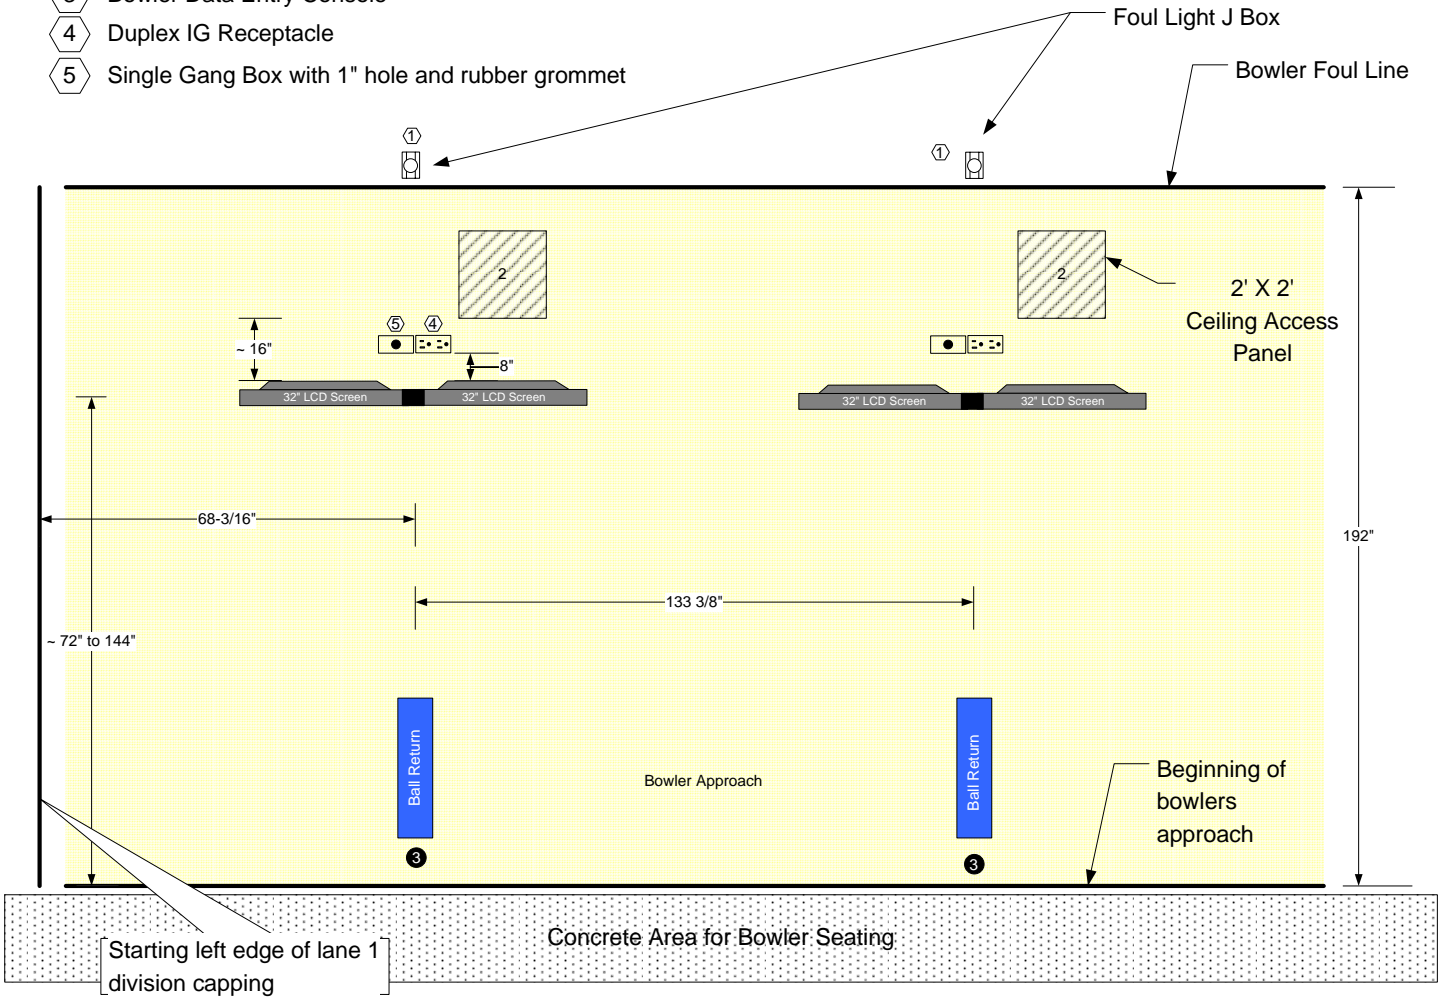 3 Bowler Data Entry Console
4 Duplex IG Receptacle
5 Single Gang Box with 1" hole and rubber grommet
Foul Light J Box
Bowler Foul Line
1
1
2
2
2' X 2'
Ceiling Access
Panel
5
4
~ 16"
8"
32" LCD Screen
32" LCD Screen
32" LCD Screen
32" LCD Screen
68-3/16"
192"
133 3/8"
~ 72" to 144"
Ball Return
Ball Return
Bowler Approach
Beginning of
bowlers
approach
3
3
Concrete Area for Bowler Seating
Starting left edge of lane 1
division capping